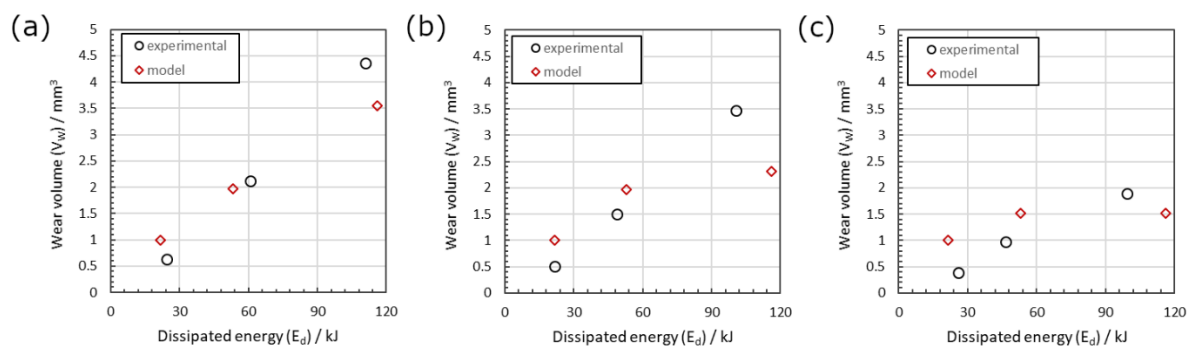 (a)
5
4.5
4
3.5
3
2.5
2
1.5
1
0.5
0
Wear volume (Vw) / mm³
experimental
model
0 30 60 90 120
Dissipated energy (Ed) / kJ
(b)
5
4.5
4
3.5
3
2.5
2
1.5
1
0.5
0
Wear volume (Vw) / mm³
experimental
model
0 30 60 90 120
Dissipated energy (Ed) / kJ
(c)
5
4.5
4
3.5
3
2.5
2
1.5
1
0.5
0
Wear volume (Vw) / mm³
experimental
model
0 30 60 90 120
Dissipated energy (Ed) / kJ